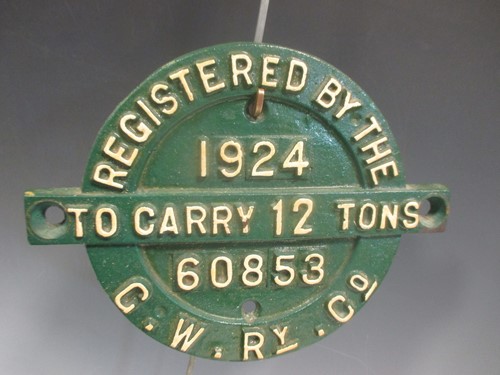 REGISTERED BY·THE
1924
TO CARRY 12 TONS
60853
G. W. RY. Cº